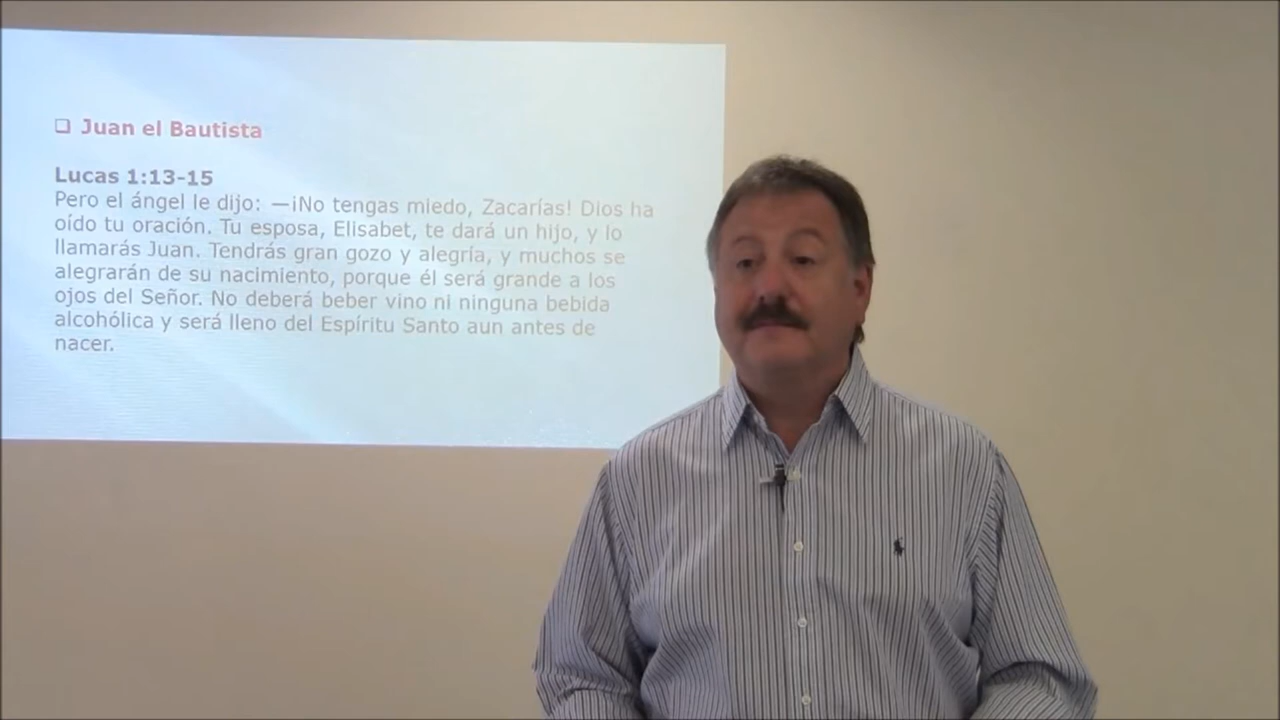 ❑ Juan el Bautista
Lucas 1:13-15
Pero el ángel le dijo: —¡No tengas miedo, Zacarías! Dios ha
oído tu oración. Tu esposa, Elisabet, te dará un hijo, y lo
llamarás Juan. Tendrás gran gozo y alegría, y muchos se
alegrarán de su nacimiento, porque él será grande a los
ojos del Señor. No deberá beber vino ni ninguna bebida
alcohólica y será lleno del Espíritu Santo aun antes de
nacer.